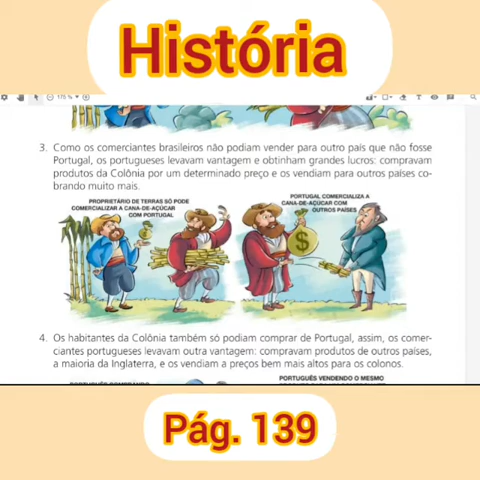 História
175 %
3. Como os comerciantes brasileiros não podiam vender para outro país que não fosse
Portugal, os portugueses levavam vantagem e obtinham grandes lucros: compravam
produtos da Colônia por um determinado preço e os vendiam para outros países co-
brando muito mais.
PROPRIETÁRIO DE TERRAS SÓ PODE
COMERCIALIZAR A CANA-DE-AÇÚCAR
COM PORTUGAL
PORTUGAL COMERCIALIZA A
CANA-DE-AÇÚCAR COM
OUTROS PAÍSES
$
4. Os habitantes da Colônia também só podiam comprar de Portugal, assim, os comer-
ciantes portugueses levavam outra vantagem: compravam produtos de outros países,
a maioria da Inglaterra, e os vendiam a preços bem mais altos para os colonos.
PORTUGUÊS VENDENDO O MESMO
Pág. 139